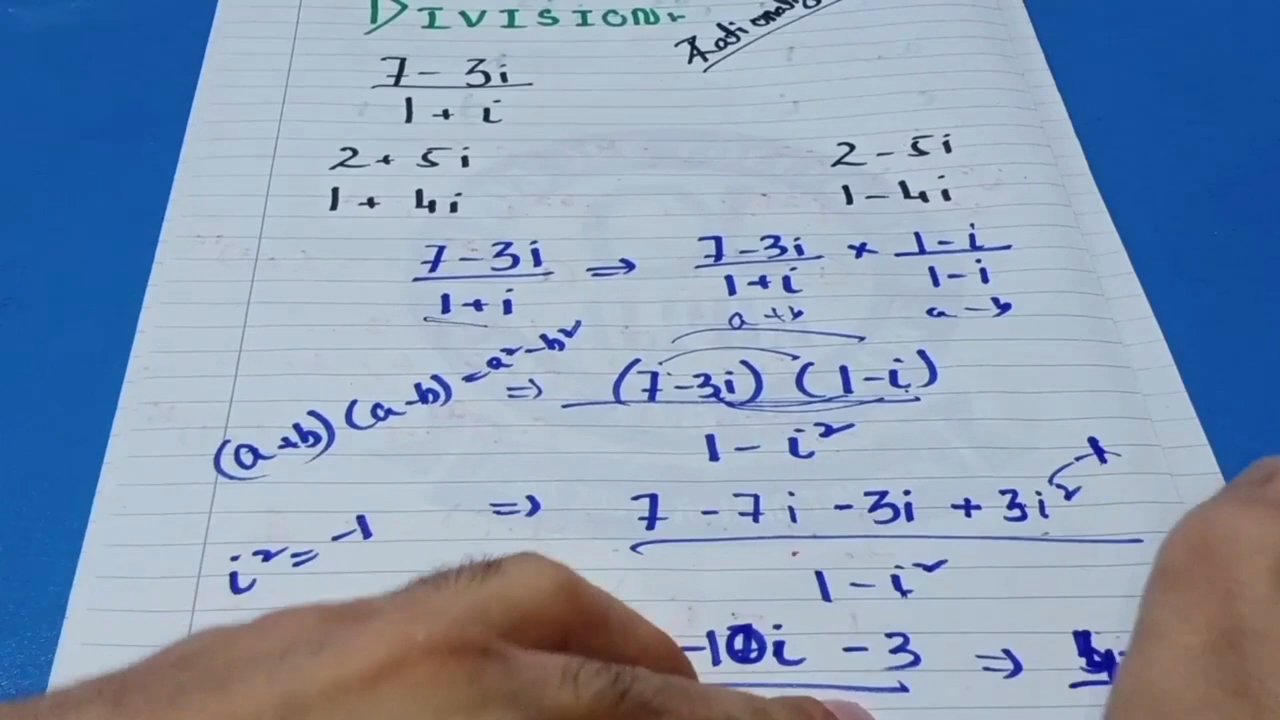 DIVISION:-
7 - 3i
1 + i
2 + 5i 2 - 5i
1 + 4i 1 - 4i
7 - 3i ⇒ 7 - 3i × 1 - i
1 + i 1 + i 1 - i
a + b a - b
(a + b) (a - b) = a² - b²
⇒ (7 - 3i) (1 - i)
1 - i²
⇒ 7 - 7i - 3i + 3i²
1 - i²
i² = -1
-10i - 3 ⇒